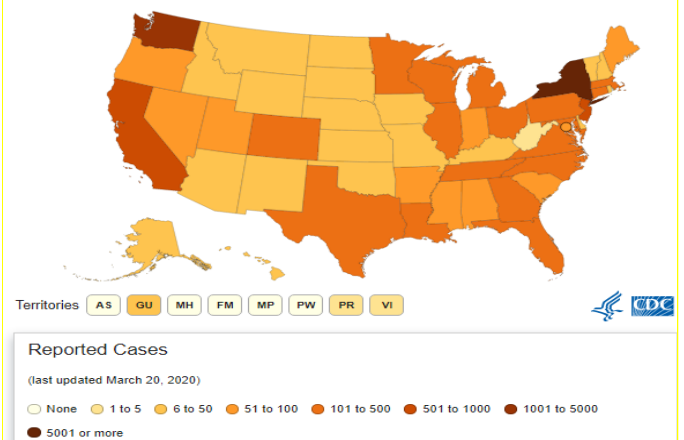 Territories AS GU MH FM MP PW PR VI
CDC
Reported Cases
(last updated March 20, 2020)
None 1 to 5 6 to 50 51 to 100 101 to 500 501 to 1000 1001 to 5000
5001 or more